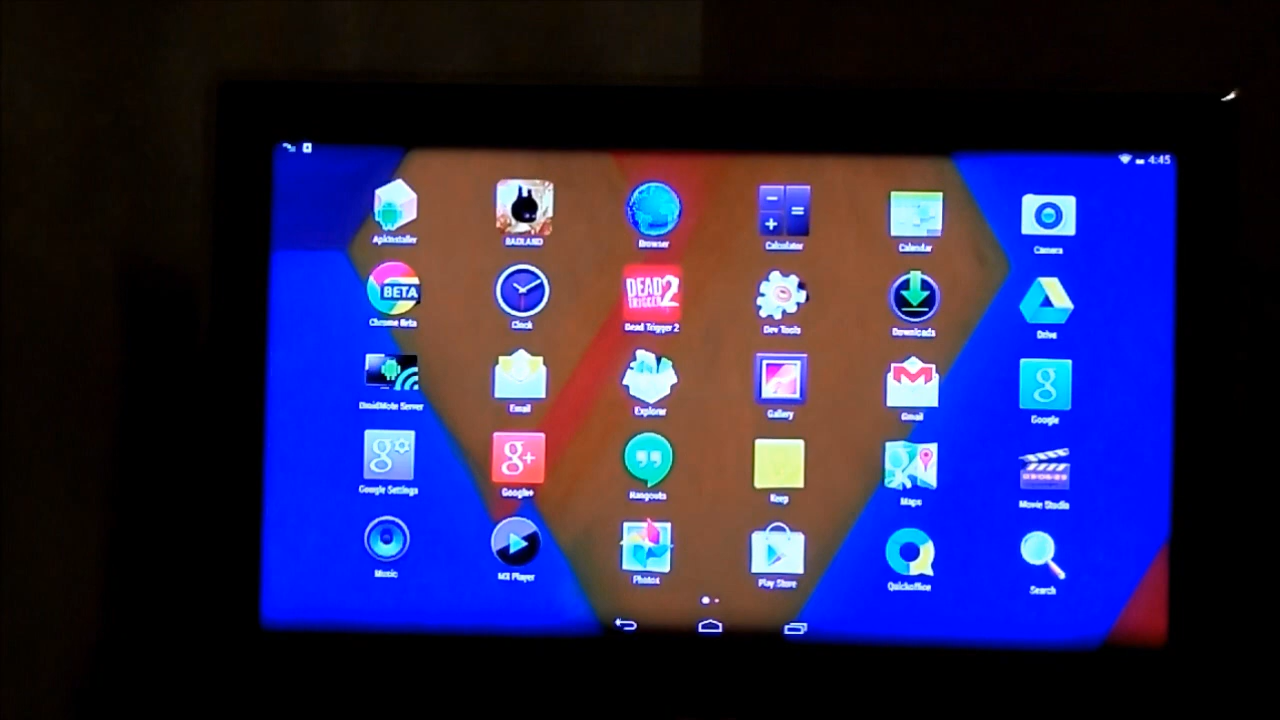 4:45
ApkInstaller
BADLAND
Browser
Calculator
Calendar
Camera
BETA
Chrome Beta
Clock
DEAD
TRIGGER 2
Dead Trigger 2
Dev Tools
Downloads
Drive
DroidMote Server
Email
Explorer
Gallery
Gmail
g
Google
g
Google Settings
g+
Google+
Hangouts
Keep
Maps
Movie Studio
Music
MX Player
Photos
Play Store
Quickoffice
Search